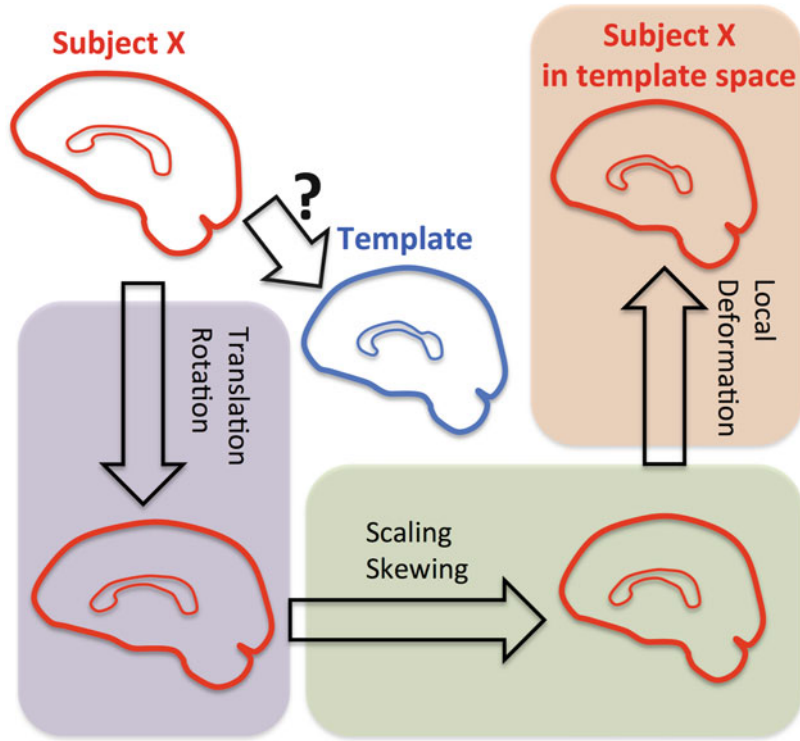 Subject X
Subject X
in template space
?
Template
Translation
Rotation
Local
Deformation
Scaling
Skewing